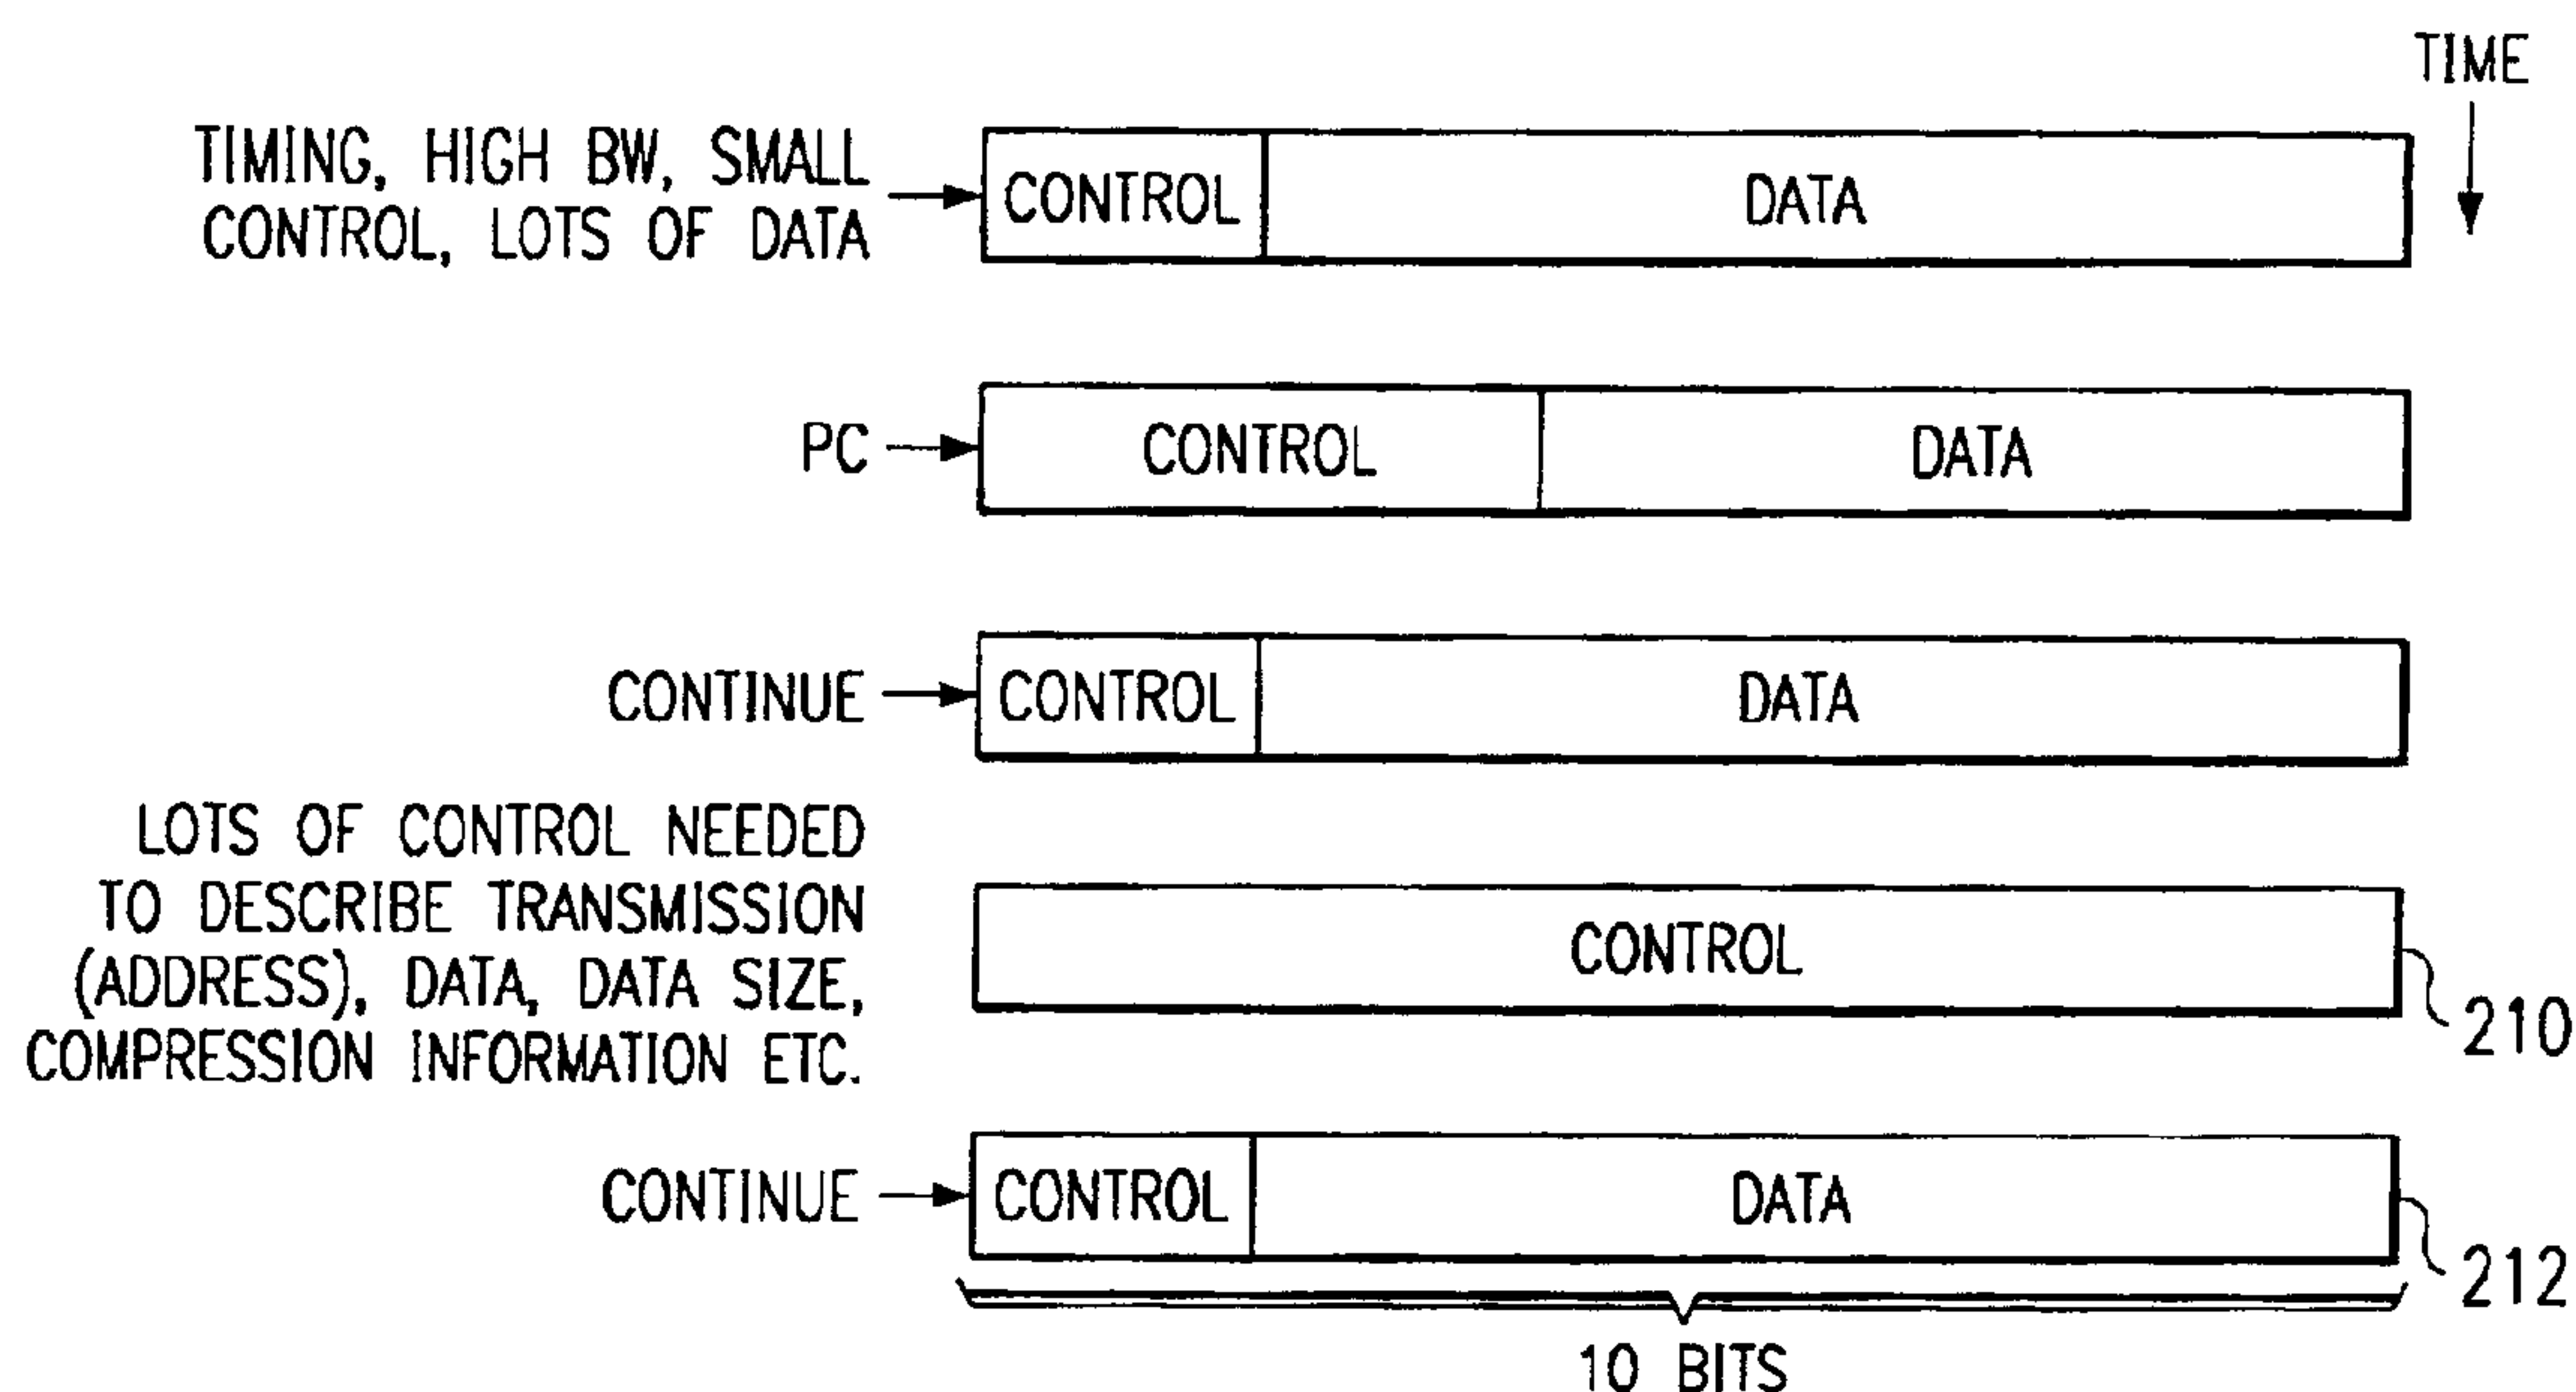 TIME
TIMING, HIGH BW, SMALL
CONTROL, LOTS OF DATA
CONTROL
DATA
PC
CONTROL
DATA
CONTINUE
CONTROL
DATA
LOTS OF CONTROL NEEDED
TO DESCRIBE TRANSMISSION
(ADDRESS), DATA, DATA SIZE,
COMPRESSION INFORMATION ETC.
CONTROL
210
CONTINUE
CONTROL
DATA
212
10 BITS